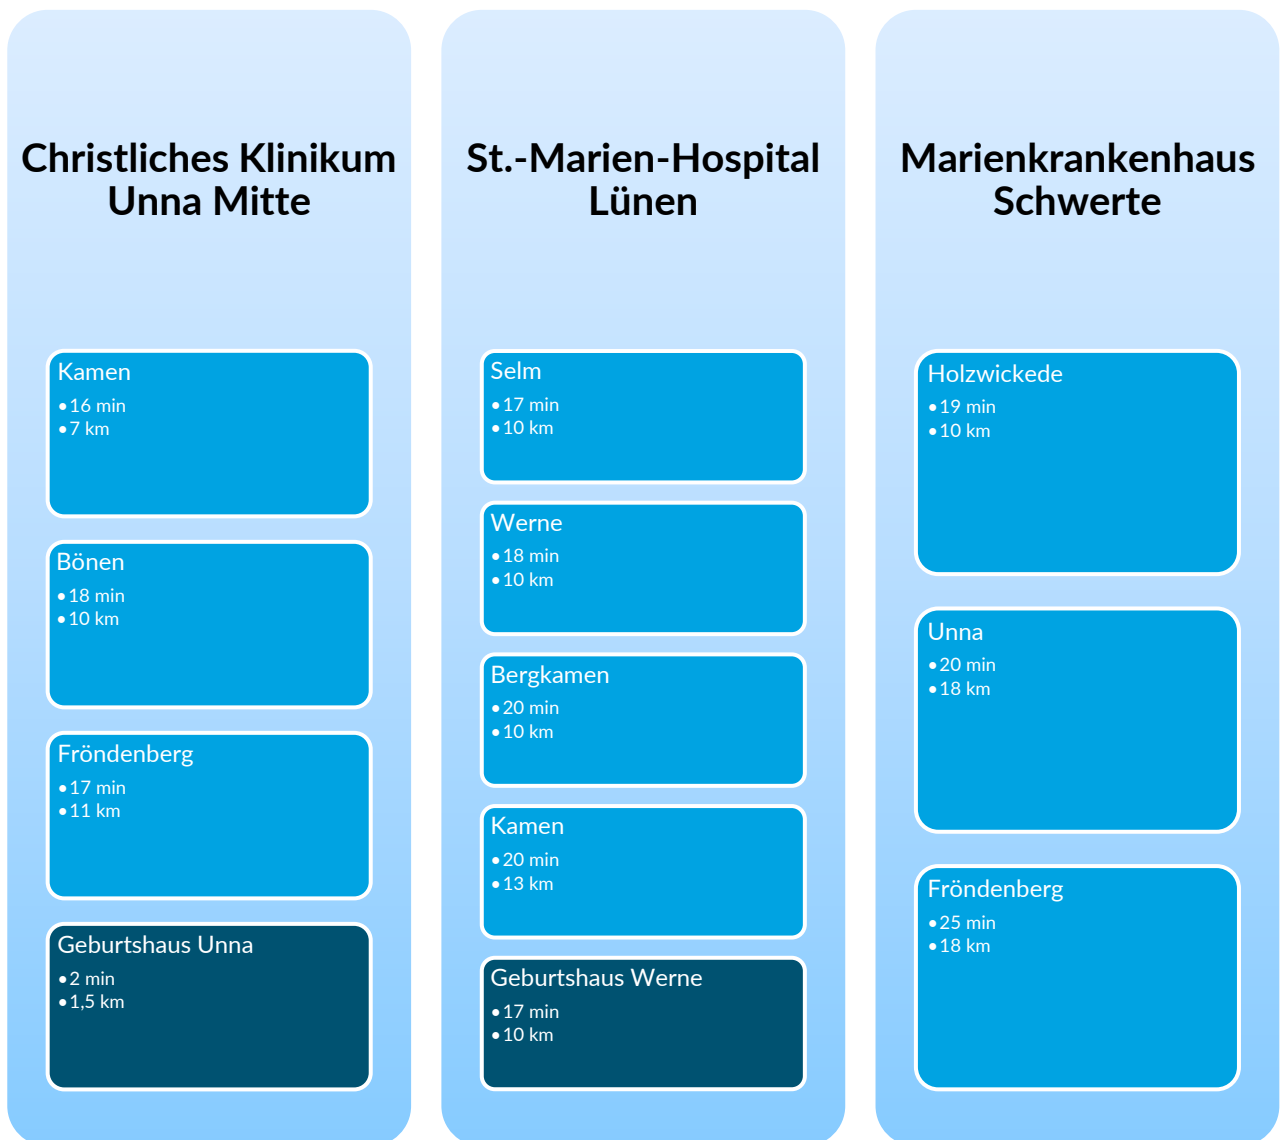 Christliches Klinikum
Unna Mitte
Kamen
•16 min
•7 km
Bönen
•18 min
•10 km
Fröndenberg
•17 min
•11 km
Geburtshaus Unna
•2 min
•1,5 km
St.-Marien-Hospital
Lünen
Selm
•17 min
•10 km
Werne
•18 min
•10 km
Bergkamen
•20 min
•10 km
Kamen
•20 min
•13 km
Geburtshaus Werne
•17 min
•10 km
Marienkrankenhaus
Schwerte
Holzwickede
•19 min
•10 km
Unna
•20 min
•18 km
Fröndenberg
•25 min
•18 km